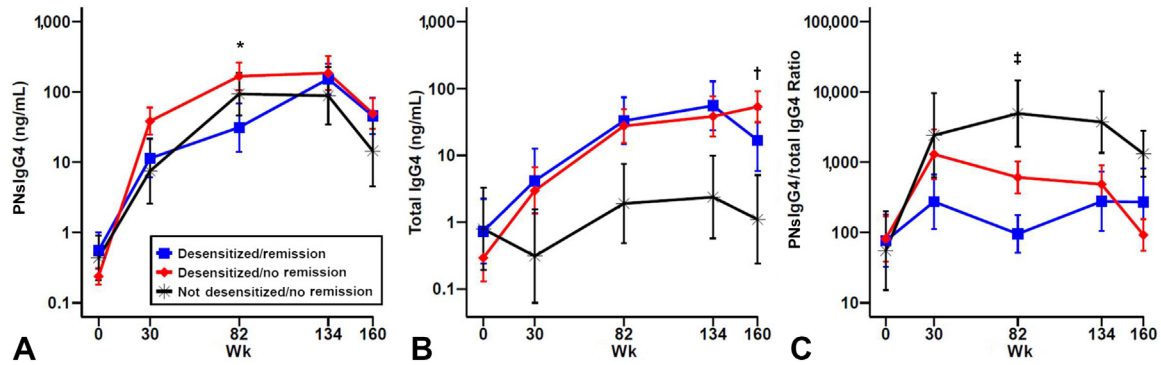 PNsIgG4 (ng/mL)
1,000
100
10
1
0.1
*
Desensitized/remission
Desensitized/no remission
Not desensitized/no remission
0 30 82 134 160
Wk
A
Total IgG4 (ng/mL)
1,000
100
10
1
0.1
†
0 30 82 134 160
Wk
B
PNsIgG4/total IgG4 Ratio
100,000
10,000
1,000
100
10
‡
0 30 82 134 160
Wk
C